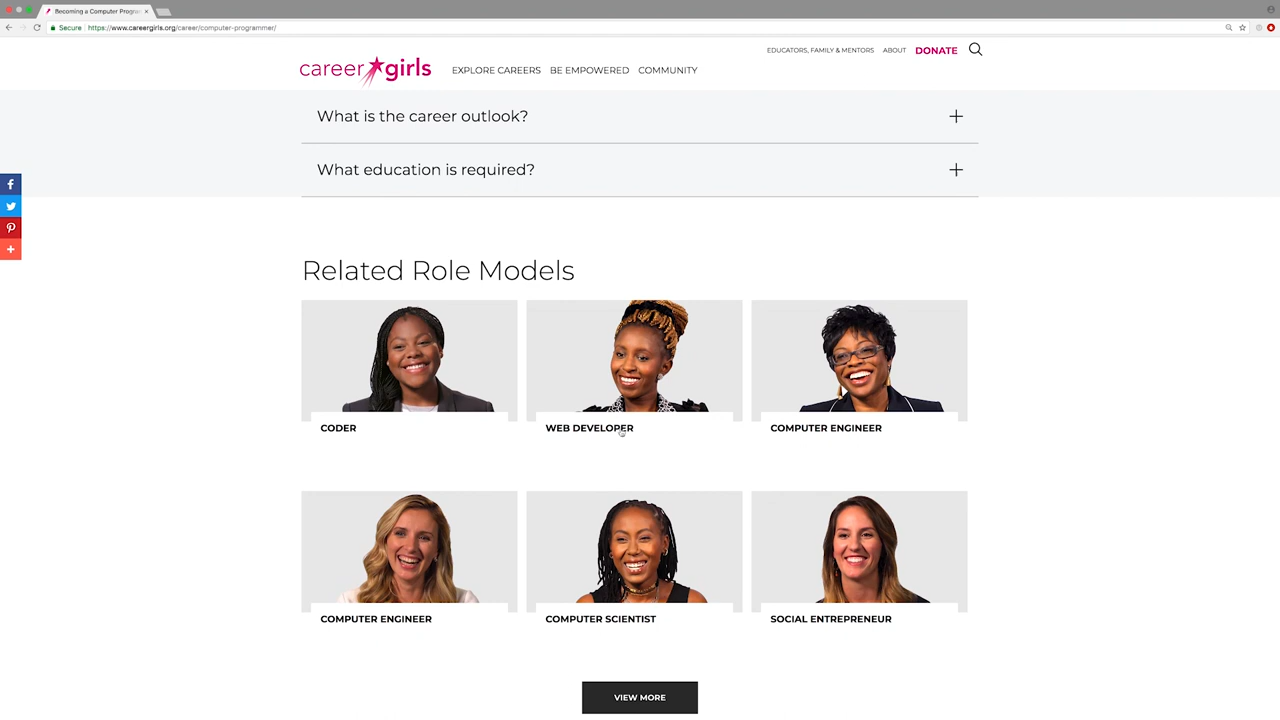 Becoming a Computer Program
Secure
https://www.careergirls.org/career/computer-programmer/
EDUCATORS, FAMILY & MENTORS ABOUT DONATE
career girls EXPLORE CAREERS BE EMPOWERED COMMUNITY
What is the career outlook?
What education is required?
Related Role Models
CODER WEB DEVELOPER COMPUTER ENGINEER
COMPUTER ENGINEER COMPUTER SCIENTIST SOCIAL ENTREPRENEUR
VIEW MORE